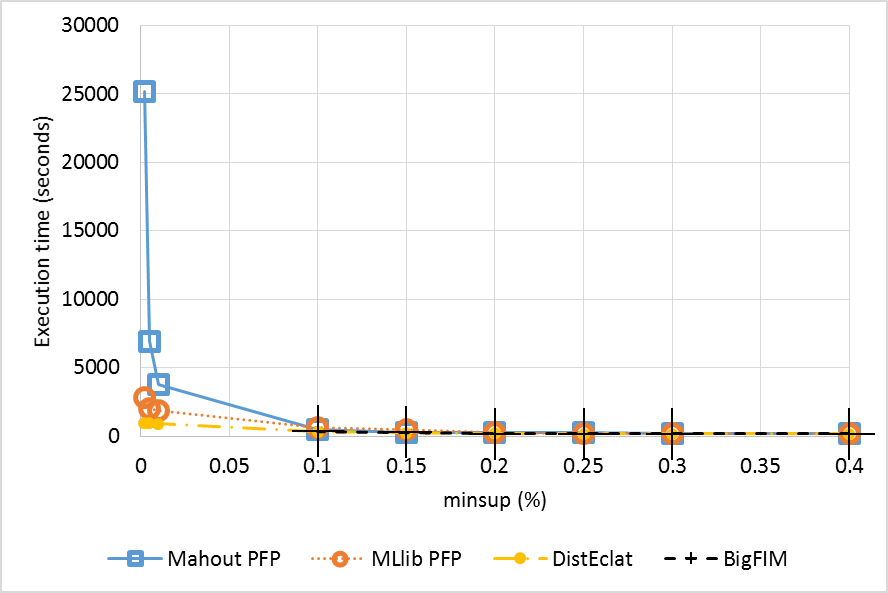 30000
25000
20000
15000
10000
5000
0
Execution time (seconds)
0 0.05 0.1 0.15 0.2 0.25 0.3 0.35 0.4
minsup (%)
Mahout PFP MLlib PFP DistEclat BigFIM